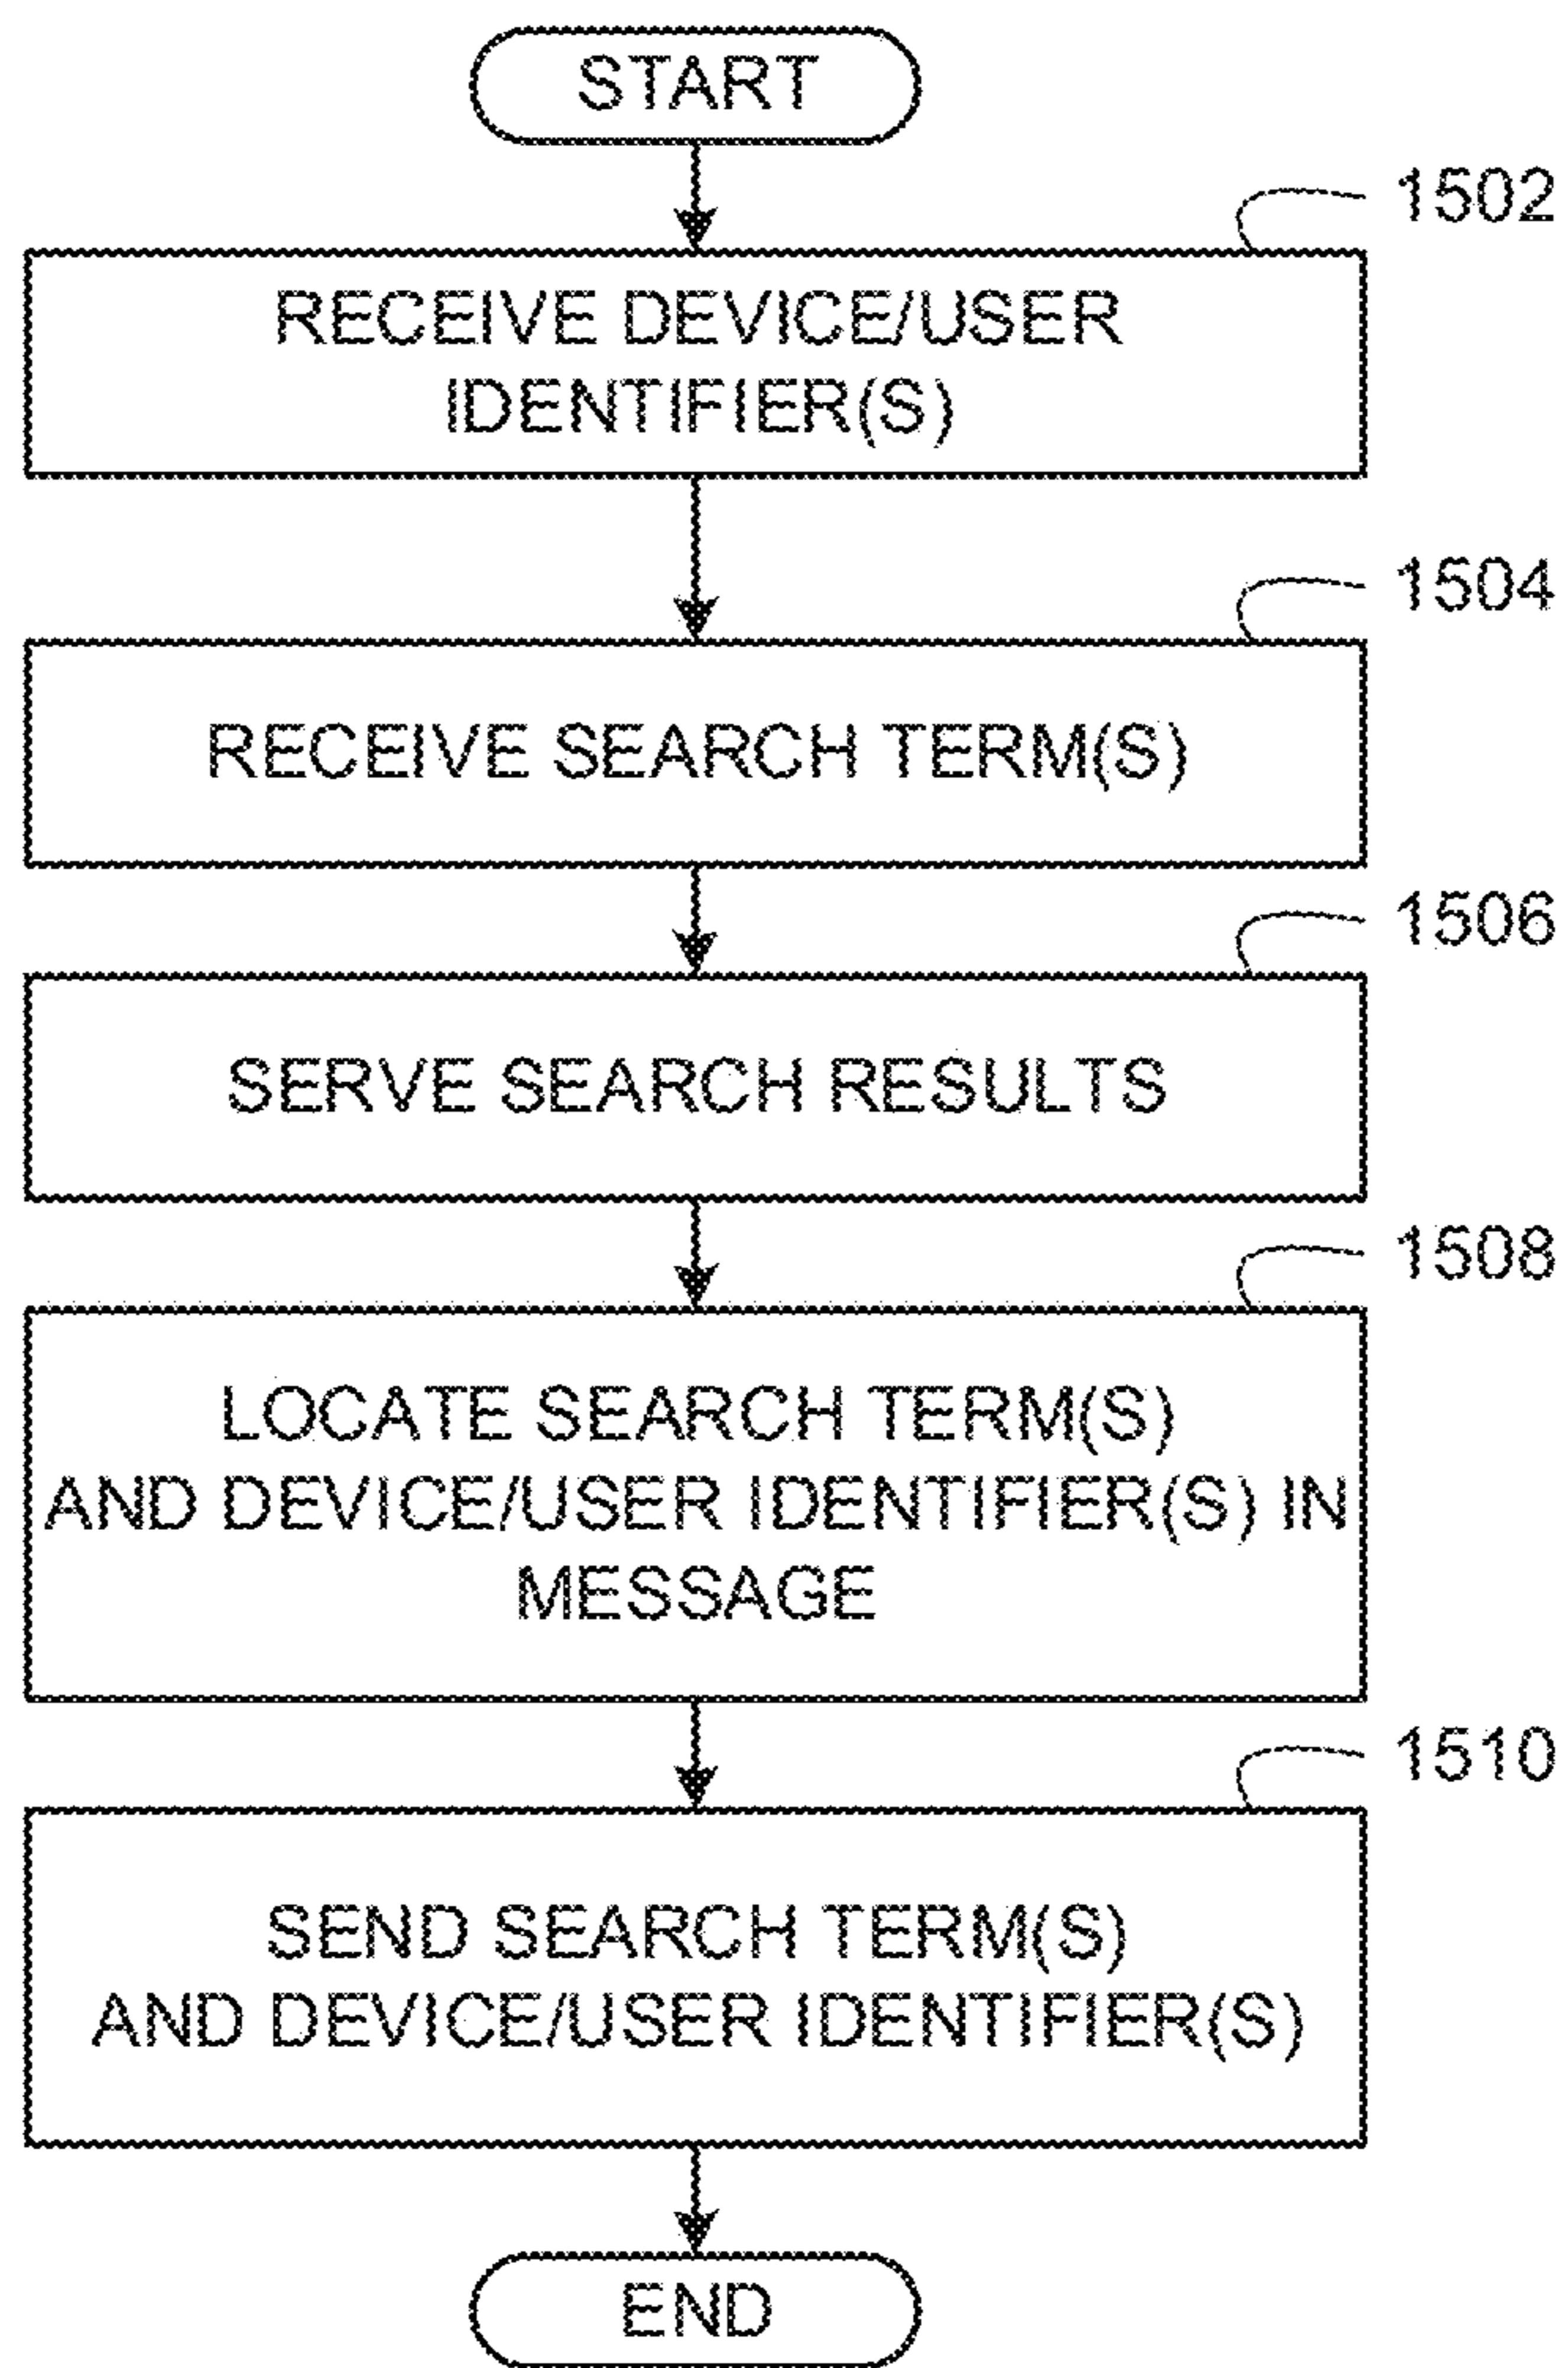 START
1502
RECEIVE DEVICE/USER
IDENTIFIER(S)
1504
RECEIVE SEARCH TERM(S)
1506
SERVE SEARCH RESULTS
1508
LOCATE SEARCH TERM(S)
AND DEVICE/USER IDENTIFIER(S) IN
MESSAGE
1510
SEND SEARCH TERM(S)
AND DEVICE/USER IDENTIFIER(S)
END